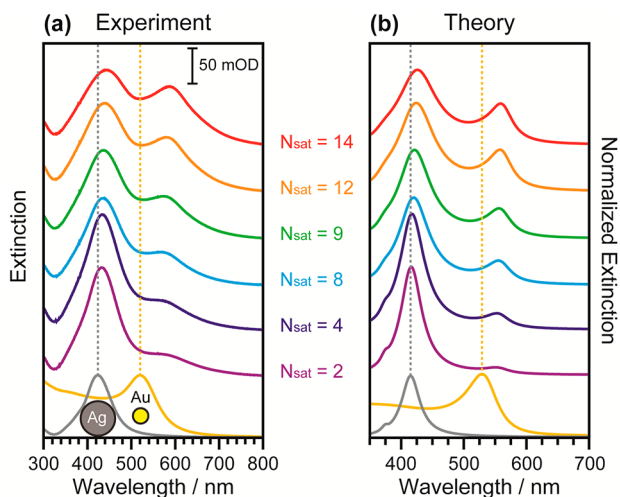 (a) Experiment
(b) Theory
50 mOD
Nsat = 14
Nsat = 12
Nsat = 9
Nsat = 8
Nsat = 4
Nsat = 2
Extinction
Normalized Extinction
Ag
Au
300 400 500 600 700 800
400 500 600 700
Wavelength / nm
Wavelength / nm